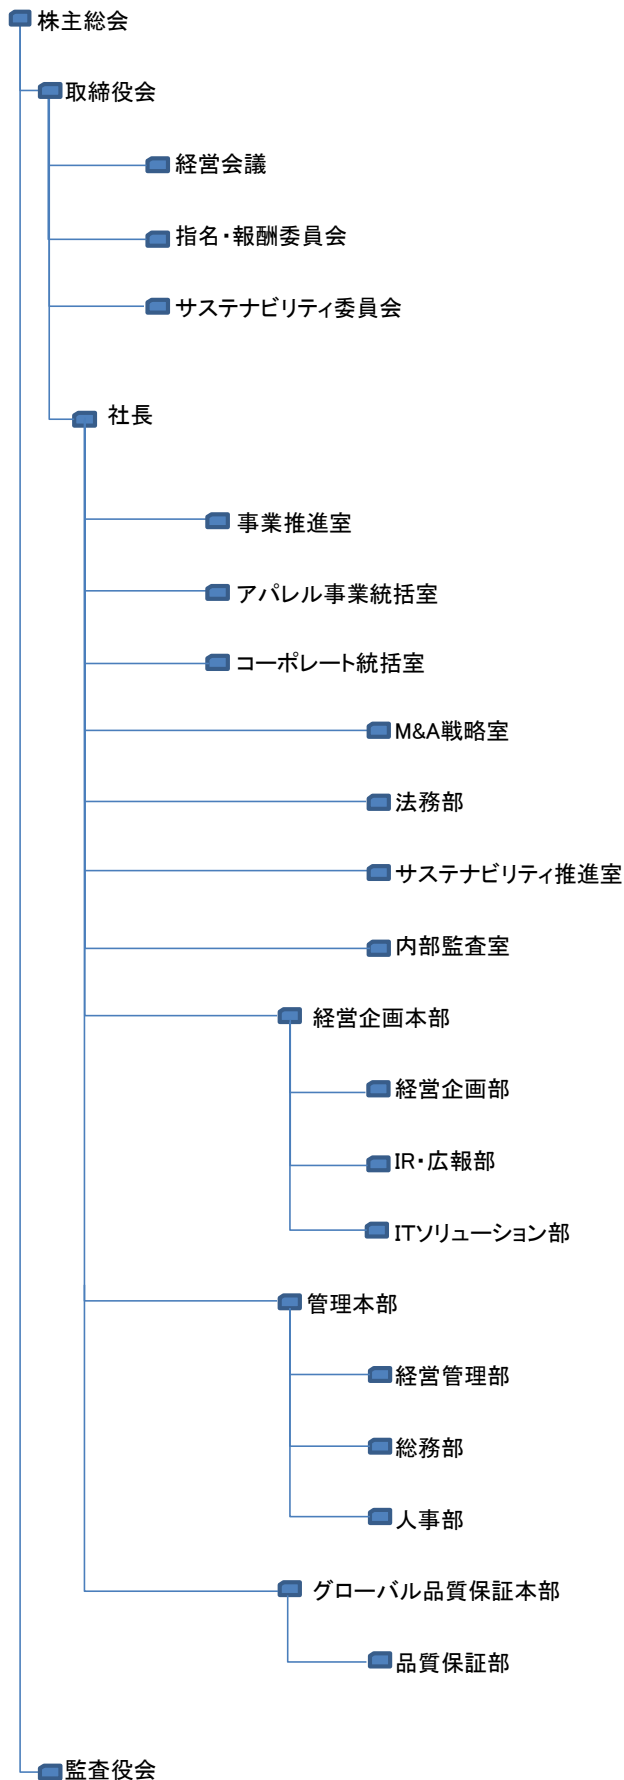 株主総会
取締役会
経営会議
指名・報酬委員会
サステナビリティ委員会
社長
事業推進室
アパレル事業統括室
コーポレート統括室
M&A戦略室
法務部
サステナビリティ推進室
内部監査室
経営企画本部
経営企画部
IR・広報部
ITソリューション部
管理本部
経営管理部
総務部
人事部
グローバル品質保証本部
品質保証部
監査役会